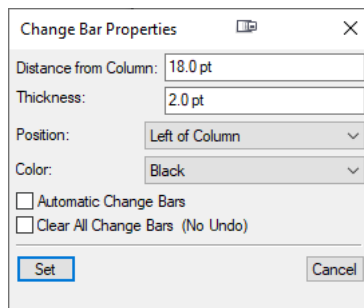 Change Bar Properties
Distance from Column: 18.0 pt
Thickness: 2.0 pt
Position: Left of Column
Color: Black
Automatic Change Bars
Clear All Change Bars (No Undo)
Set Cancel